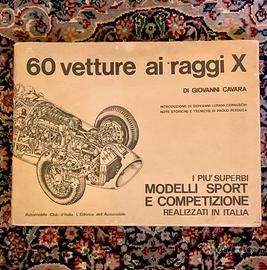 60 vetture ai raggi X
DI GIOVANNI CAVARA
INTRODUZIONE DI GIOVANNI LURANI CERNUSCHI
NOTE STORICHE E TECNICHE DI PAOLO PERDUCA
I PIU' SUPERBI
MODELLI SPORT
E COMPETIZIONE
REALIZZATI IN ITALIA
Automobile Club d'Italia L'Editrice dell'Automobile